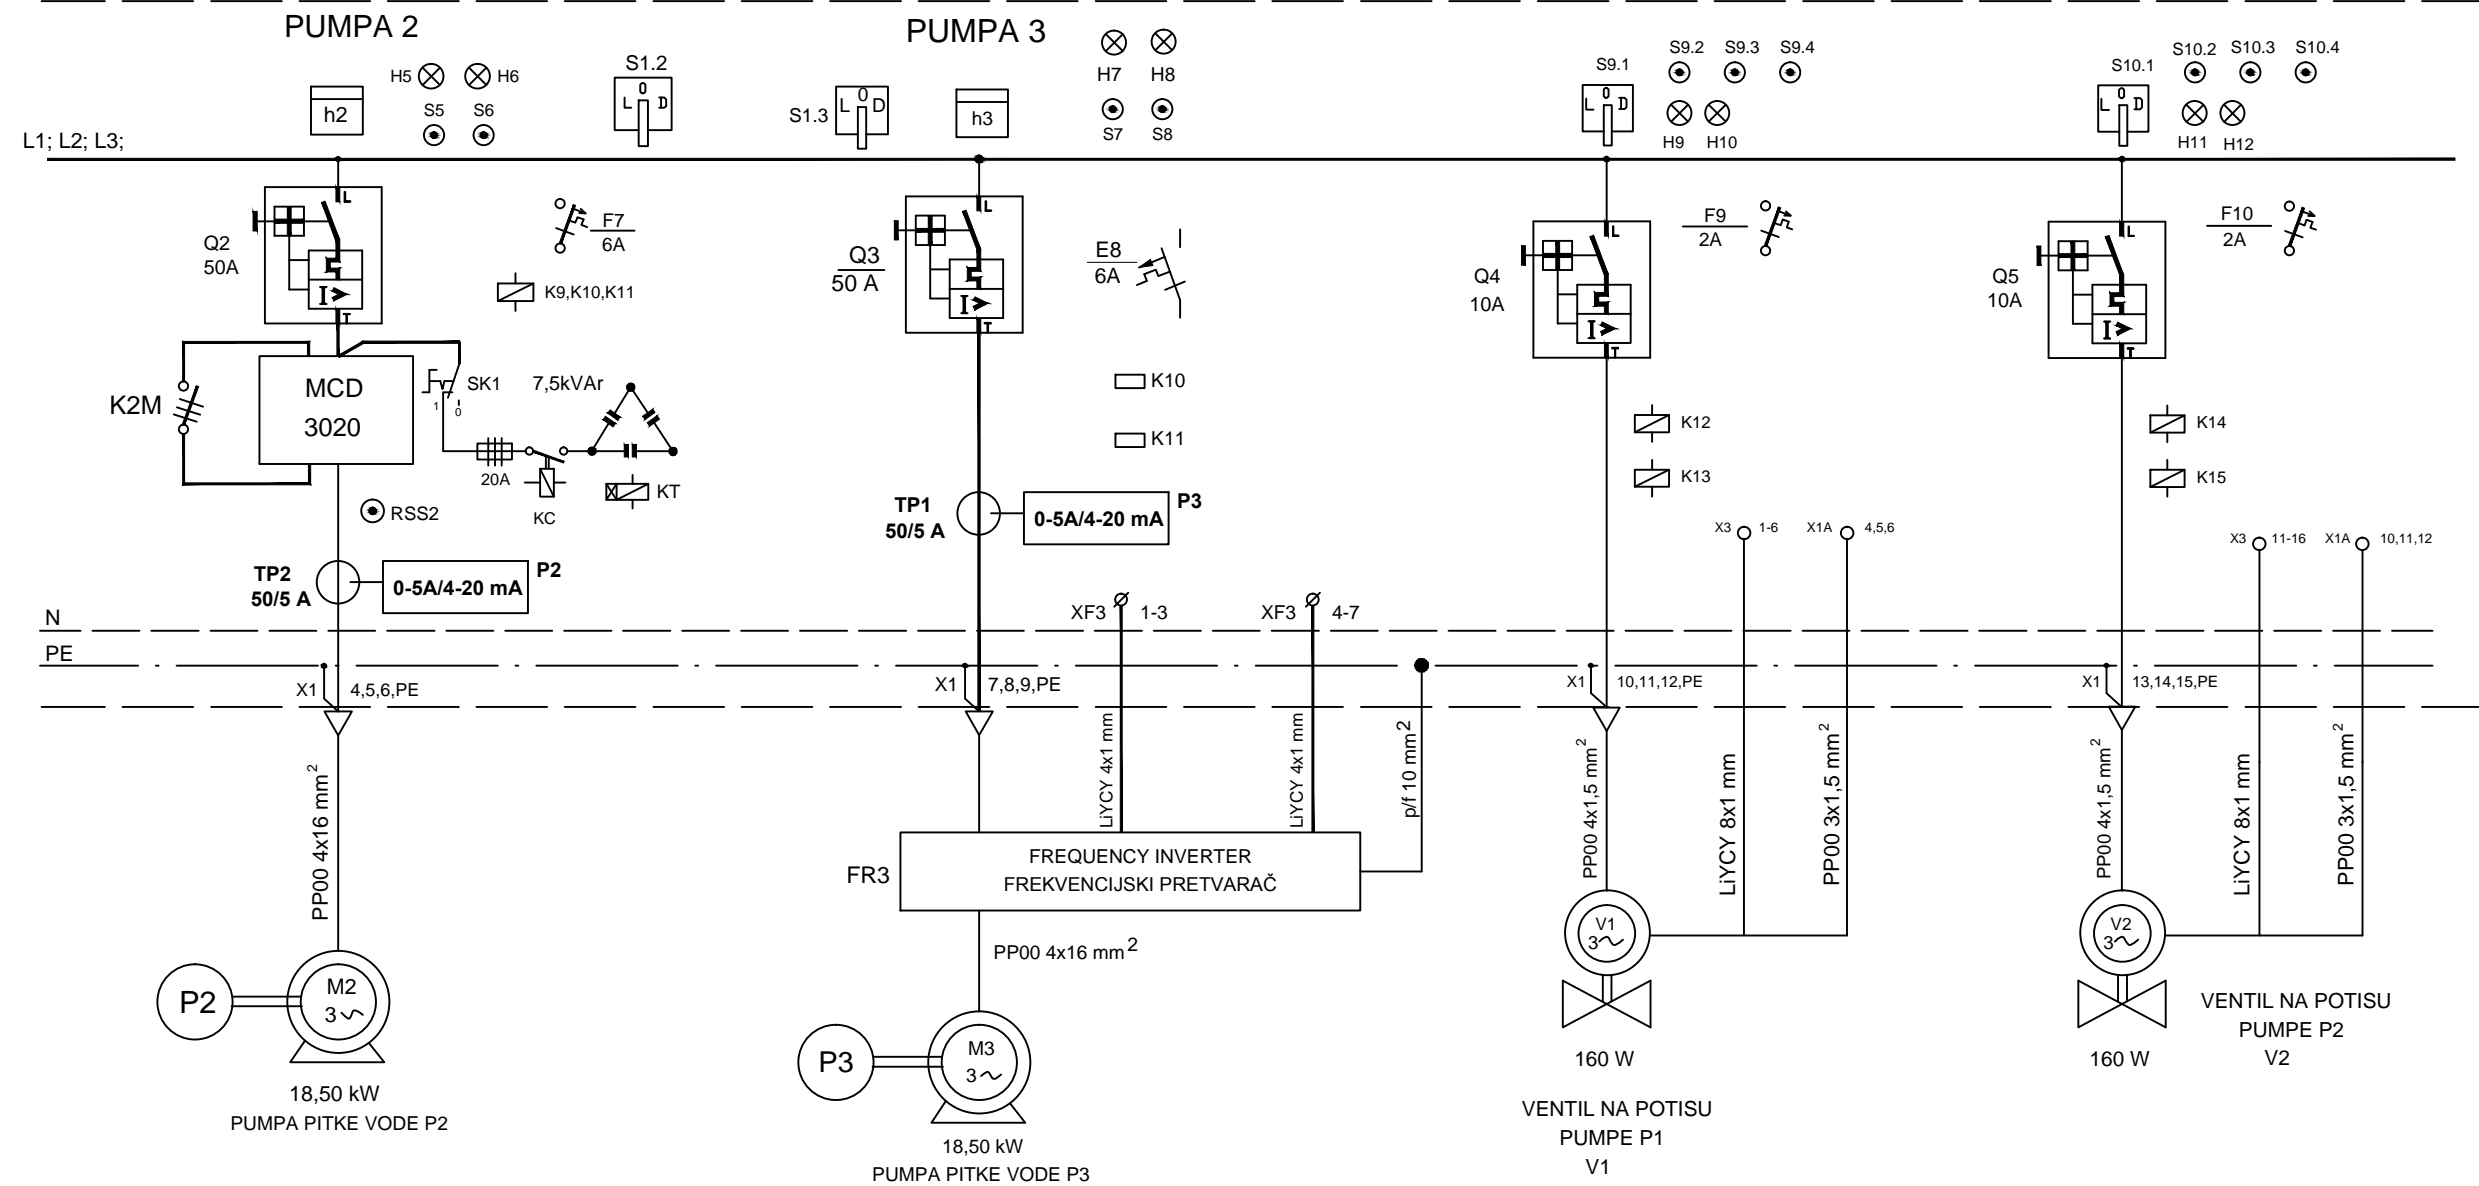 PUMPA 2
h2
H5
H6
S5
S6
S1.2
L 0 D
L1; L2; L3;
Q2
50A
L
I>
T
F7
6A
K9,K10,K11
K2M
MCD
3020
SK1
1
0
7,5kVAr
20A
KC
KT
RSS2
TP2
50/5 A
0-5A/4-20 mA
P2
N
PE
X1
4,5,6,PE
PP00 4x16 mm2
P2
M2
3
18,50 kW
PUMPA PITKE VODE P2
PUMPA 3
S1.3
L 0 D
h3
H7
H8
S7
S8
Q3
50 A
L
I>
T
E8
6A
K10
K11
TP1
50/5 A
0-5A/4-20 mA
P3
XF3
1-3
XF3
4-7
X1
7,8,9,PE
LiYCY 4x1 mm
LiYCY 4x1 mm
p/f 10 mm2
FR3
FREQUENCY INVERTER
FREKVENCIJSKI PRETVARAČ
PP00 4x16 mm2
P3
M3
3
18,50 kW
PUMPA PITKE VODE P3
S9.1
L 0 D
S9.2
S9.3
S9.4
H9
H10
Q4
10A
L
I>
T
F9
2A
K12
K13
X3
1-6
X1A
4,5,6
X1
10,11,12,PE
PP00 4x1,5 mm2
LiYCY 8x1 mm
PP00 3x1,5 mm2
V1
3
160 W
VENTIL NA POTISU
PUMPE P1
V1
S10.1
L 0 D
S10.2
S10.3
S10.4
H11
H12
Q5
10A
L
I>
T
F10
2A
K14
K15
X3
11-16
X1A
10,11,12
X1
13,14,15,PE
PP00 4x1,5 mm2
LiYCY 8x1 mm
PP00 3x1,5 mm2
V2
3
160 W
VENTIL NA POTISU
PUMPE P2
V2